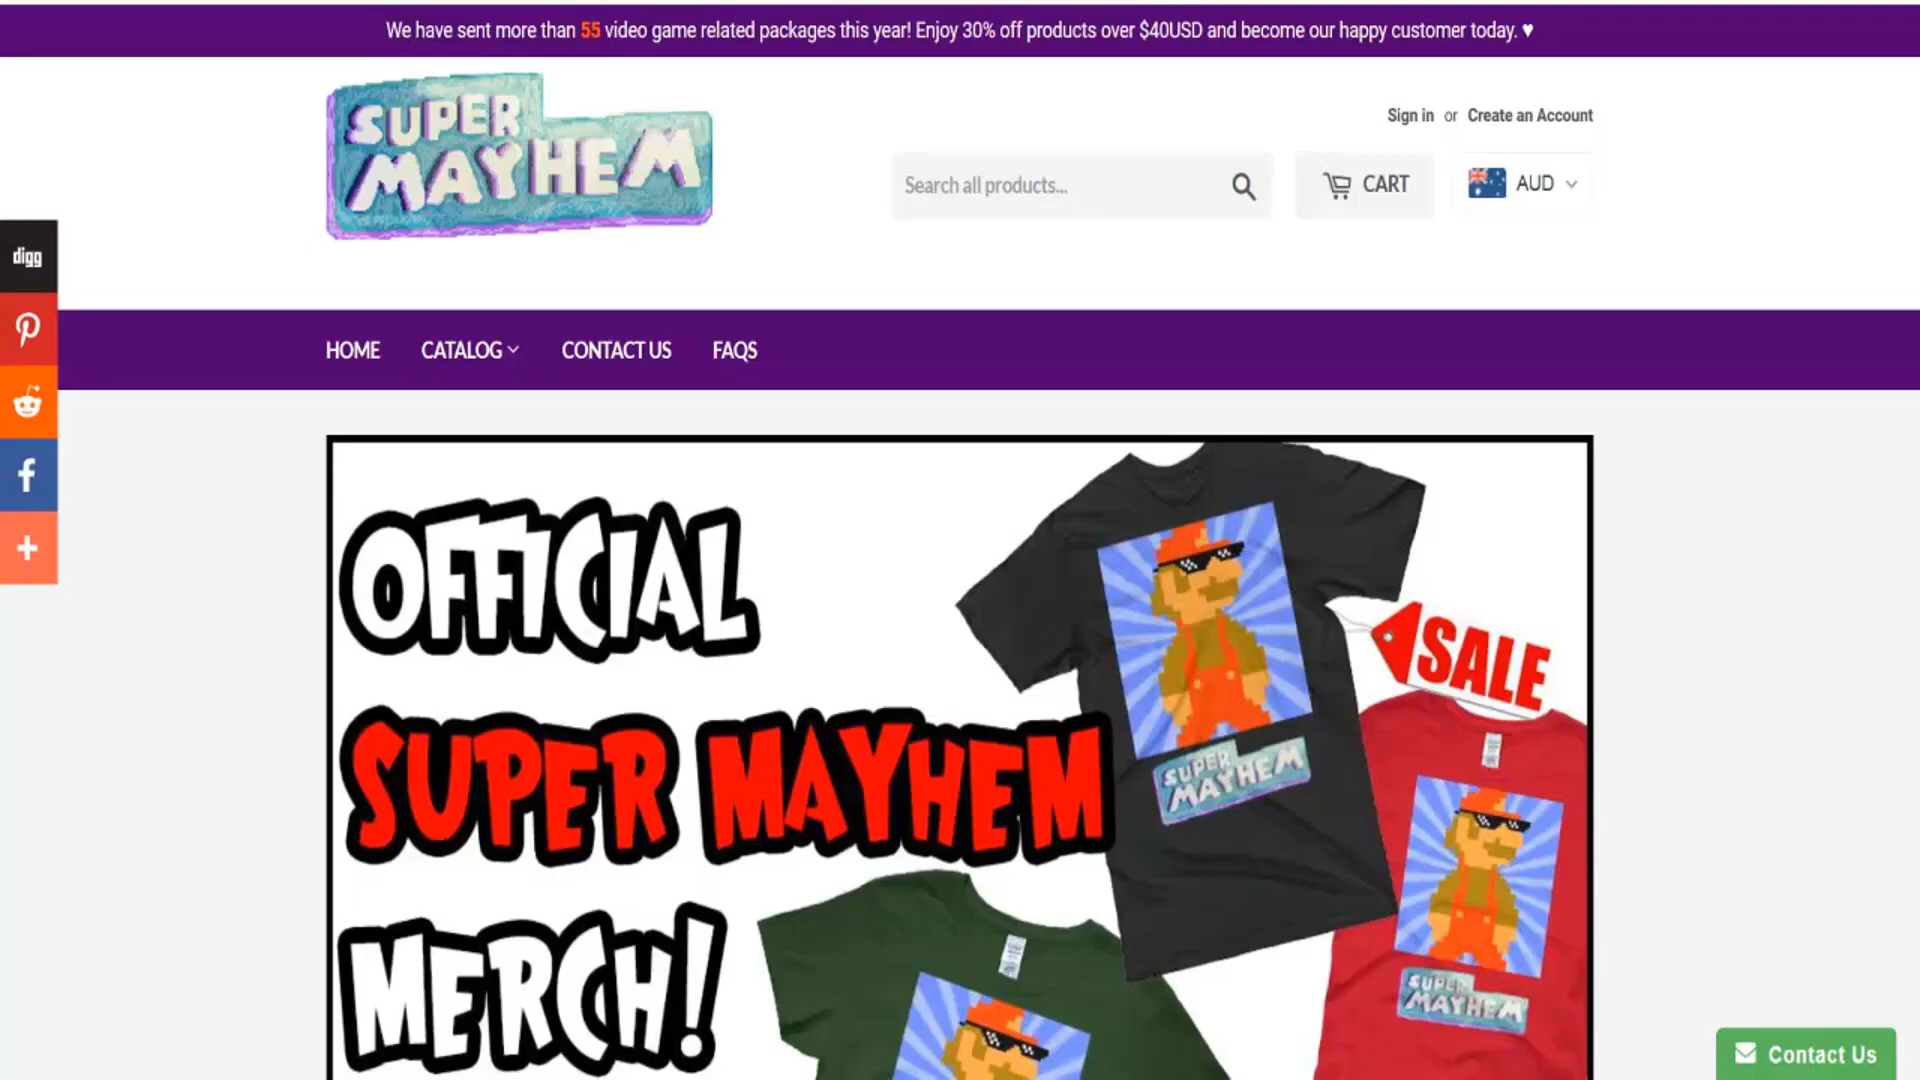 We have sent more than 55 video game related packages this year! Enjoy 30% off products over $40USD and become our happy customer today. ♥
SUPER
MAYHEM
Sign in or Create an Account
Search all products...
CART
AUD
digg
HOME
CATALOG
CONTACT US
FAQS
OFFICIAL
SUPER MAYHEM
MERCH!
SUPER
MAYHEM
SALE
SUPER
MAYHEM
Contact Us